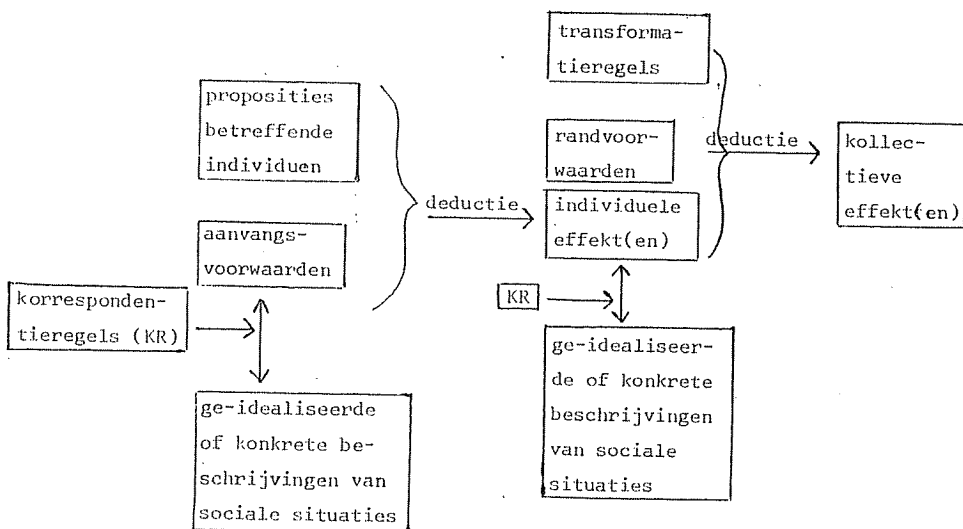 transforma-
tieregels
proposities
betreffende
individuen
randvoor-
waarden
deductie
kollec-
tieve
effekt(en)
deductie
individuele
effekt(en)
aanvangs-
voorwaarden
KR
korresponden-
tieregels (KR)
ge-idealiseer-
de of konkrete
beschrijvingen
van sociale
situaties
ge-idealiseerde
of konkrete be-
schrijvingen van
sociale situaties